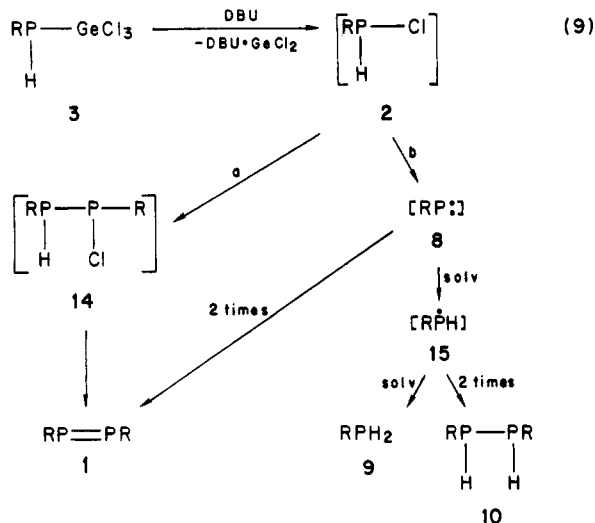 RP—GeCl3 DBU RP—Cl (9)
H -DBU•GeCl2 H
3 2
a b
RP—P—R [RP:]
H Cl 8
14 2 times solv
[RṖH]
15
solv 2 times
RP=PR RPH2 RP—PR
1 9 H H
10